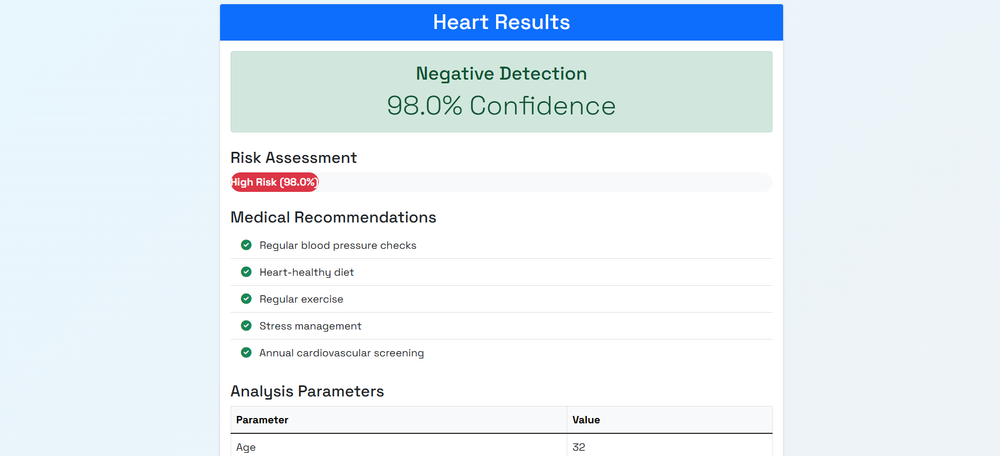 Heart Results
Negative Detection
98.0% Confidence
Risk Assessment
High Risk (98.0%)
Medical Recommendations
Regular blood pressure checks
Heart-healthy diet
Regular exercise
Stress management
Annual cardiovascular screening
Analysis Parameters
Parameter Value
Age 32